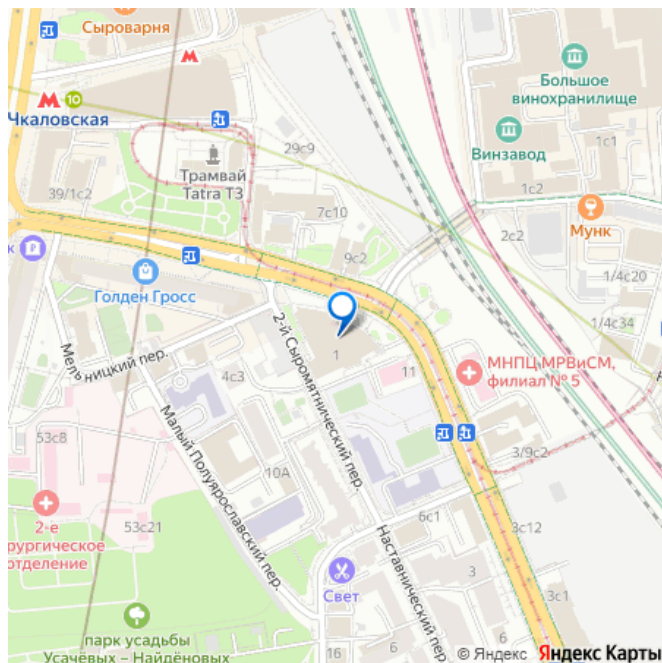 Сыроварня
Чкаловская
10
Большое
винохранилище
Винзавод
1с1
1с2
29с9
Трамвай
Tatra T3
39/1с2
7с10
Мунк
2с2
9с2
к
Голден Гросс
1/4с20
1/4с34
2-й Сыромятнический пер.
1
Мельницкий пер.
4с3
11
МНПЦ МРВиСМ,
филиал № 5
А
Малый Полуярославский пер.
53с8
10А
3/9с2
53с21
6с1
3с12
2-е
рургическое
отделение
Наставнический пер.
Свет
3
3с1
парк усадьбы
Усачёвых – Найдёновых
16
8
4
© Яндекс Яндекс Карты